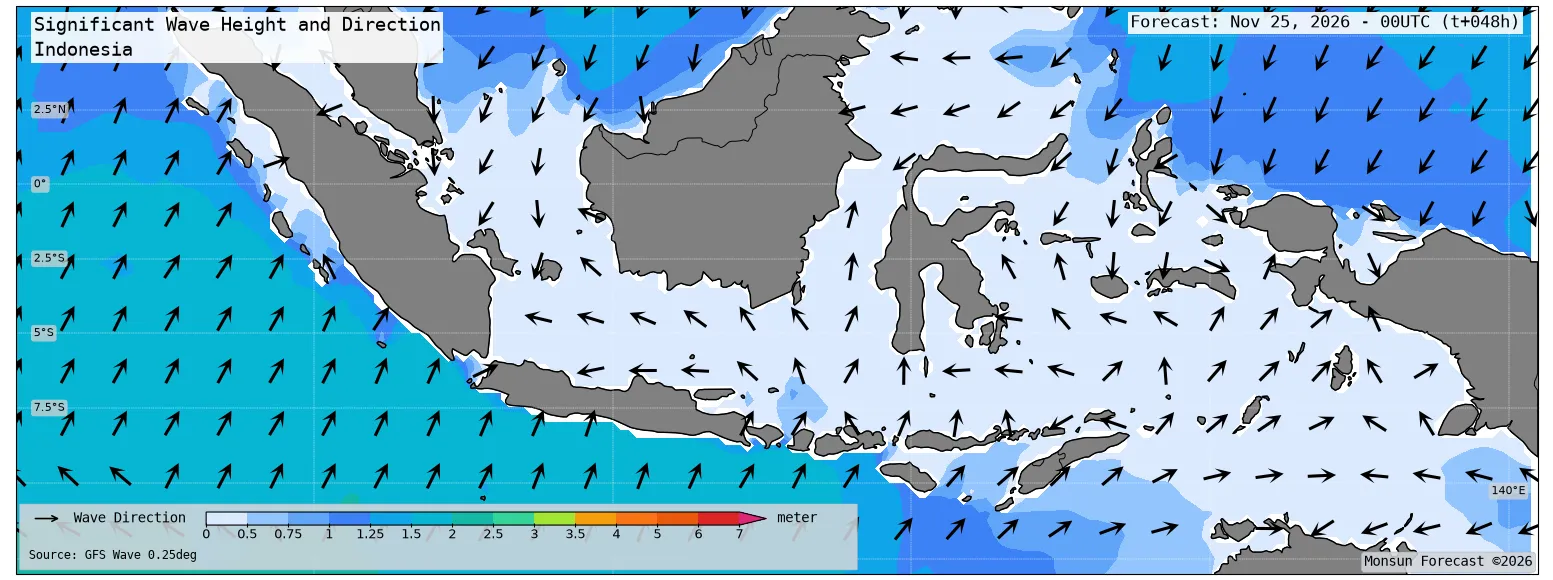 Significant Wave Height and Direction
Indonesia
Forecast: Nov 25, 2026 - 00UTC (t+048h)
2.5°N
0°
2.5°S
5°S
7.5°S
140°E
Wave Direction
0 0.5 0.75 1 1.25 1.5 2 2.5 3 3.5 4 5 6 7
meter
Source: GFS Wave 0.25deg
Monsun Forecast ©2026